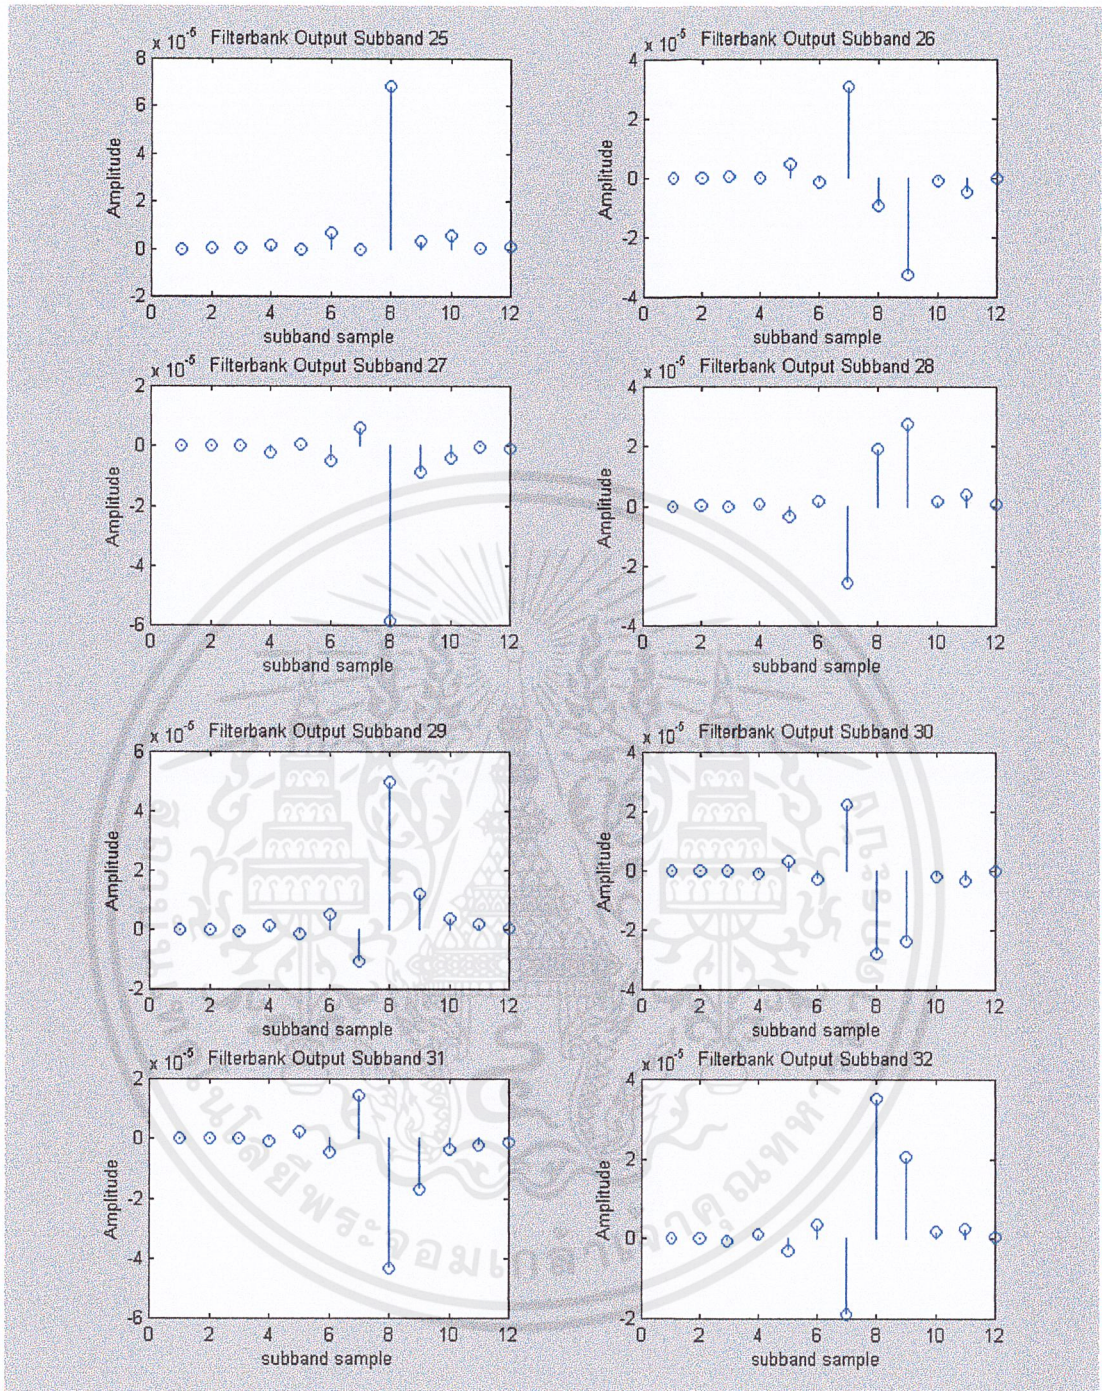 x 10⁻⁵ Filterbank Output Subband 25
8
6
4
2
0
-2
Amplitude
0 2 4 6 8 10 12
subband sample
x 10⁻⁵ Filterbank Output Subband 26
4
2
0
-2
-4
Amplitude
0 2 4 6 8 10 12
subband sample
x 10⁻⁵ Filterbank Output Subband 27
2
0
-2
-4
-6
Amplitude
0 2 4 6 8 10 12
subband sample
x 10⁻⁵ Filterbank Output Subband 28
4
2
0
-2
-4
Amplitude
0 2 4 6 8 10 12
subband sample
x 10⁻⁵ Filterbank Output Subband 29
6
4
2
0
-2
Amplitude
0 2 4 6 8 10 12
subband sample
x 10⁻⁵ Filterbank Output Subband 30
4
2
0
-2
-4
Amplitude
0 2 4 6 8 10 12
subband sample
x 10⁻⁵ Filterbank Output Subband 31
2
0
-2
-4
-6
Amplitude
0 2 4 6 8 10 12
subband sample
x 10⁻⁵ Filterbank Output Subband 32
4
2
0
-2
Amplitude
0 2 4 6 8 10 12
subband sample